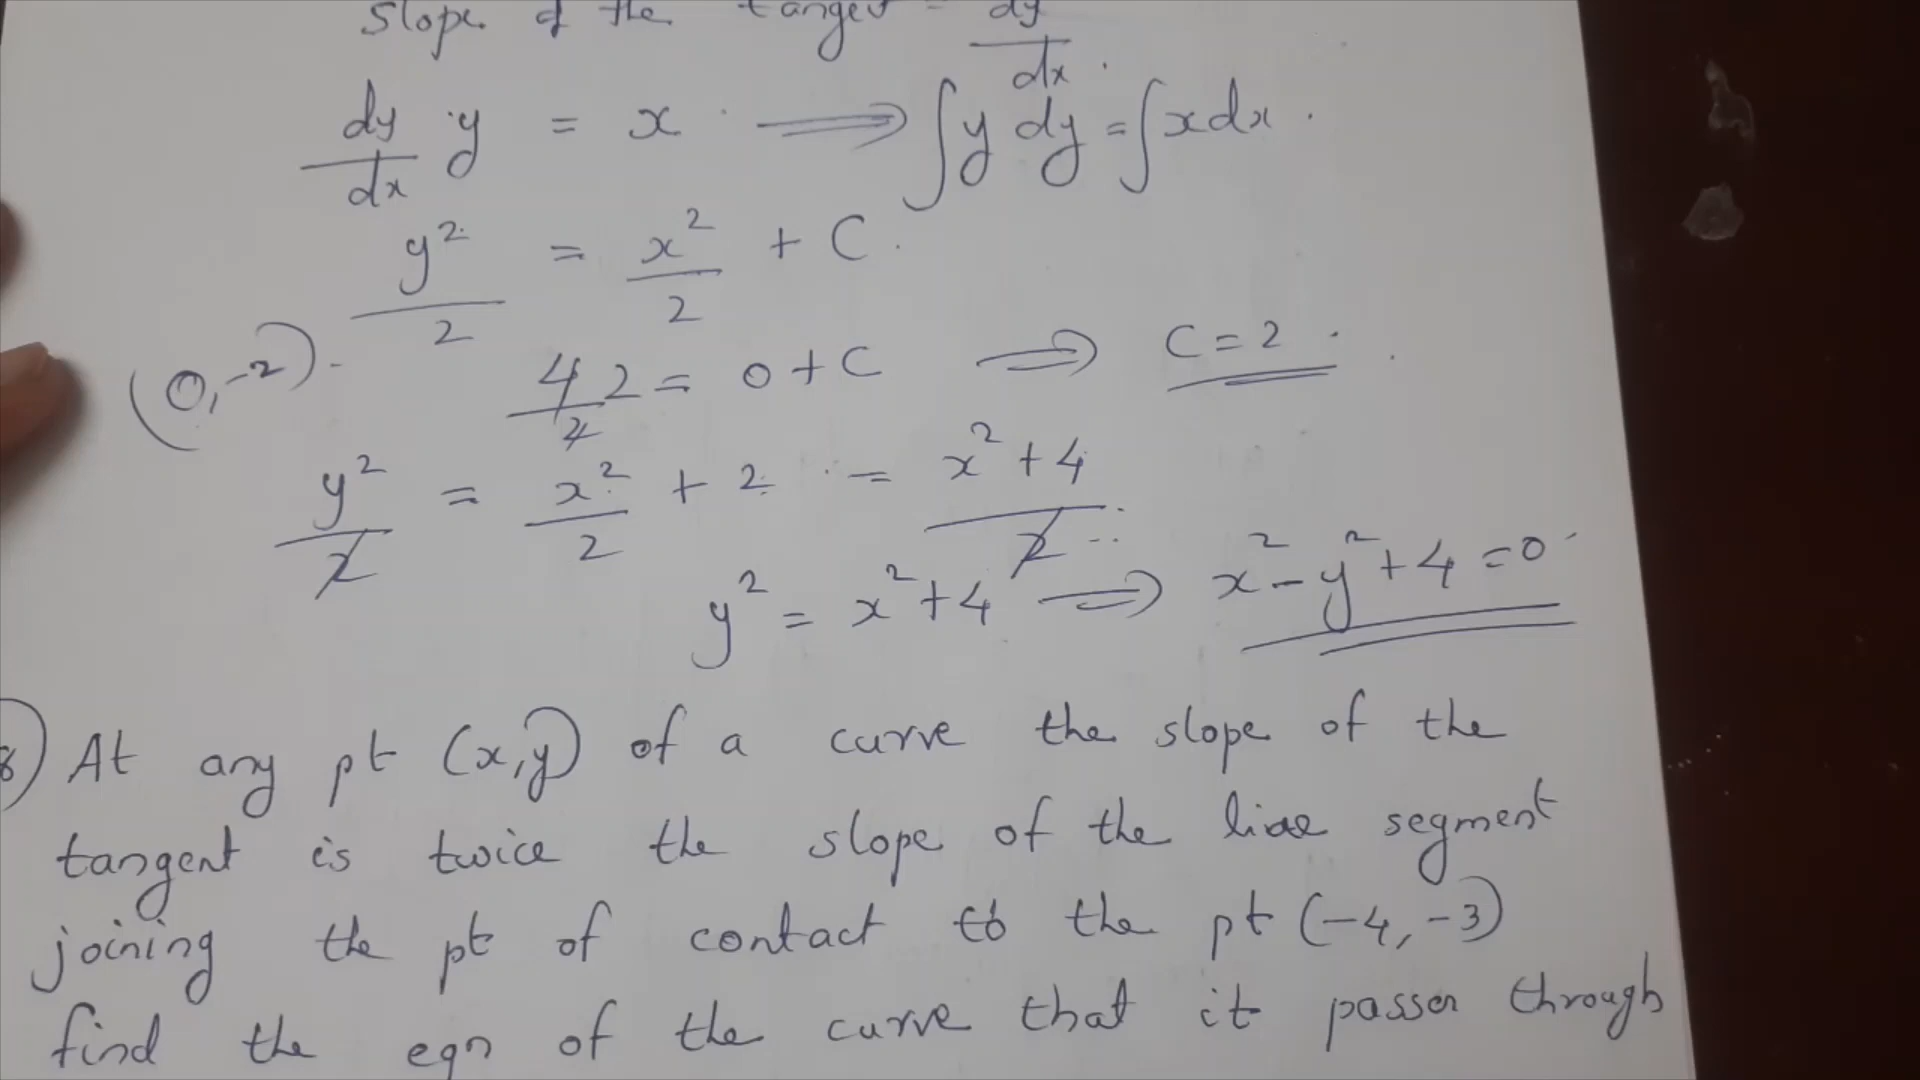 Slope of the tanget = dy/dx.
dy/dx y = x ⟹ ∫y dy = ∫x dx.
y²/2 = x²/2 + C.
(0,-2). 4/2 2 = 0 + C ⟹ C = 2.
y²/2 = x²/2 + 2 = x² + 4/2
y² = x² + 4 ⟹ x² - y² + 4 = 0
8) At any pt (x,y) of a curve the slope of the
tangent is twice the slope of the line segment
joining the pt of contact to the pt (-4, -3)
find the eqn of the curve that it passes through